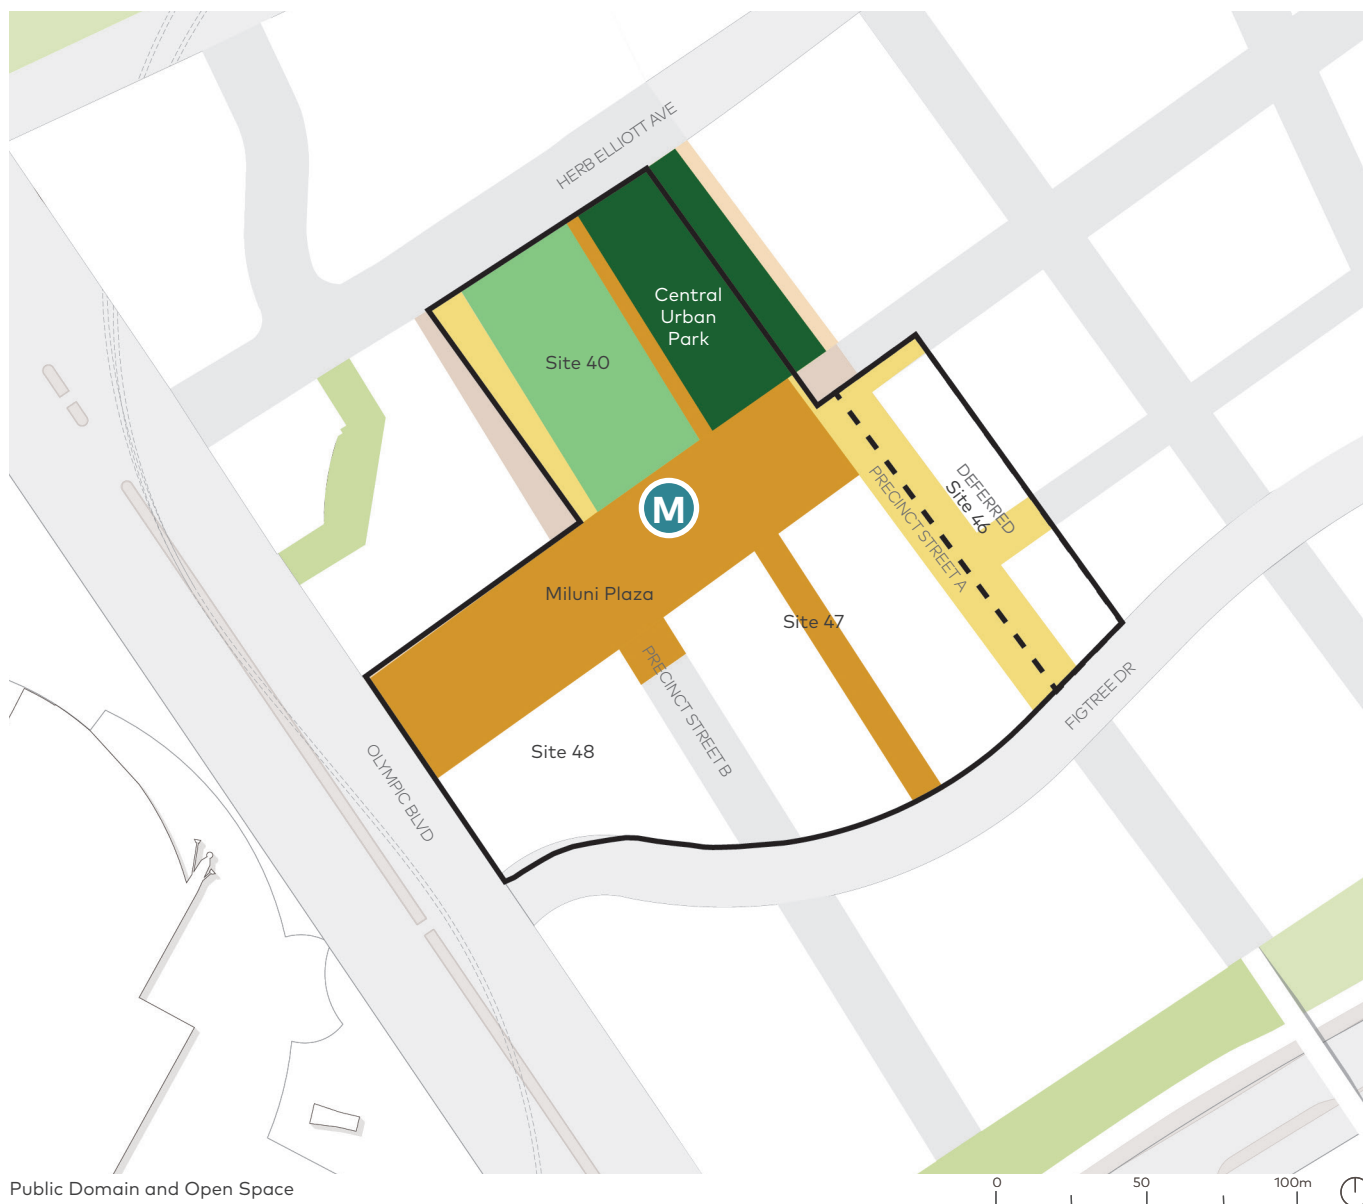 HERB ELLIOTT AVE
Central
Urban
Park
Site 40
M
DEFERRED
Site 46
PRECINCT STREET A
Miluni Plaza
Site 47
PRECINCT STREET B
FIGTREE DR
Site 48
OLYMPIC BLVD
Public Domain and Open Space
0 50 100m